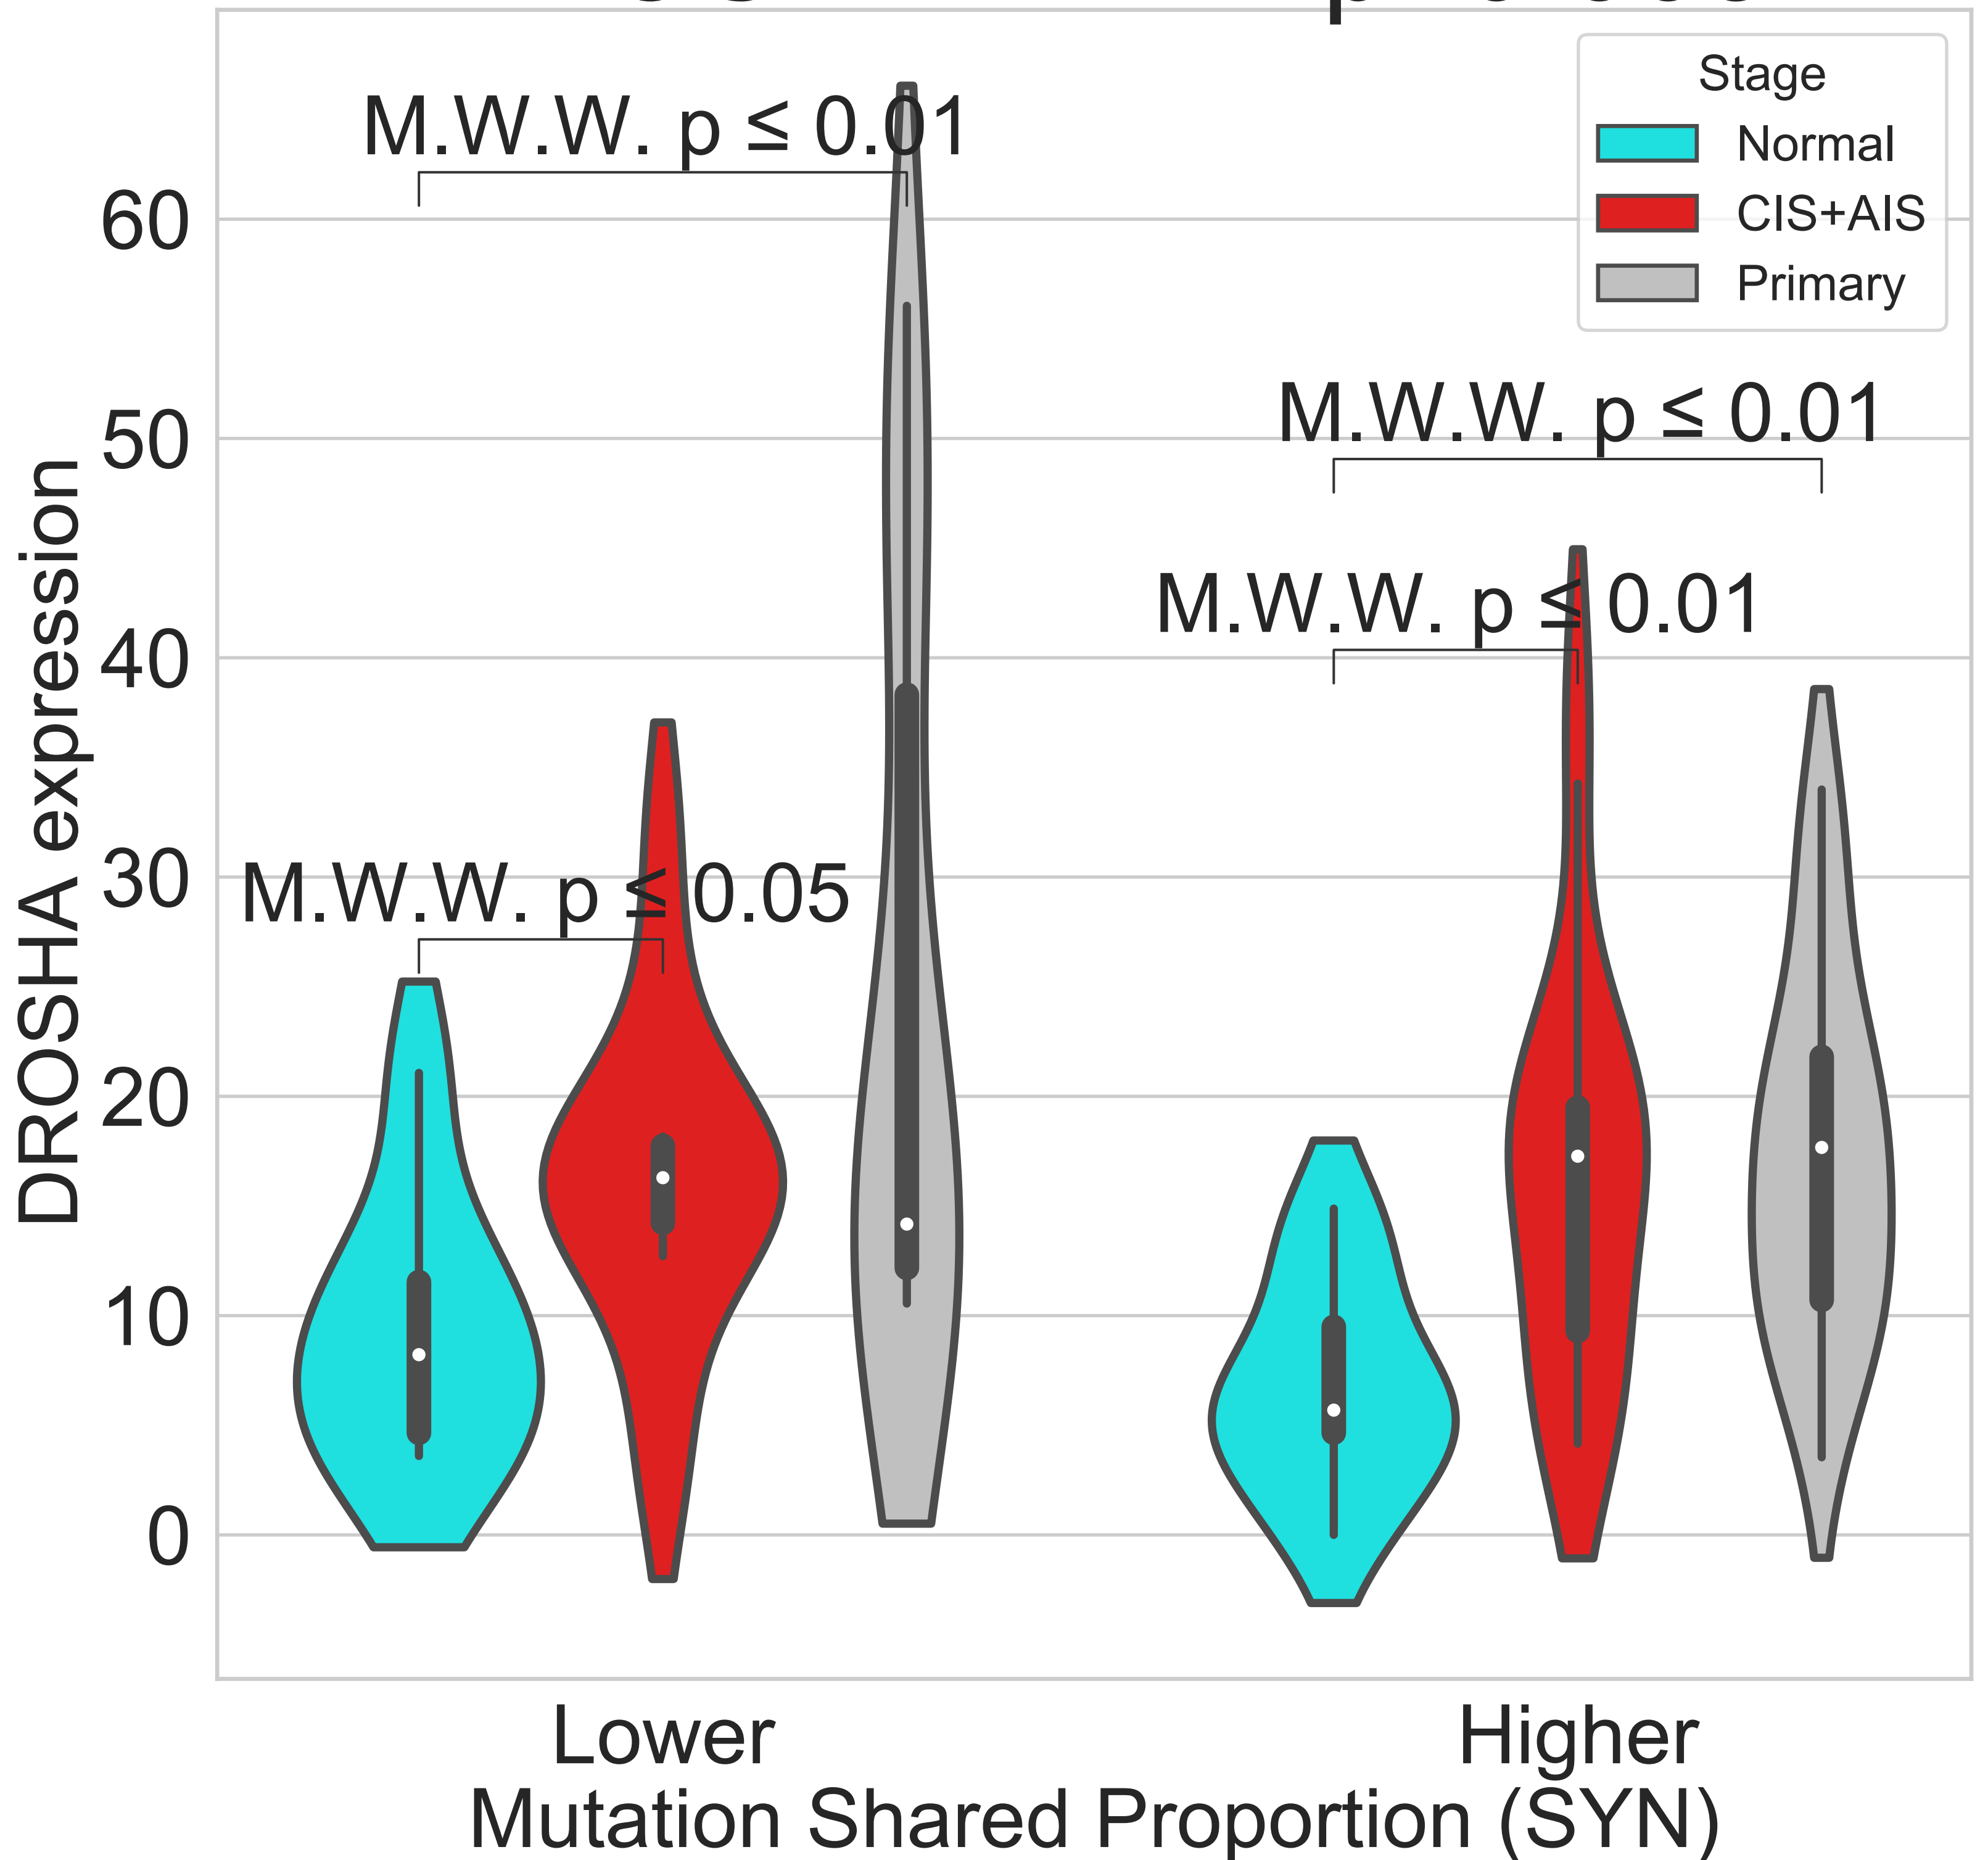 Stage
Normal
CIS+AIS
Primary
M.W.W. p ≤ 0.01
M.W.W. p ≤ 0.01
M.W.W. p ≤ 0.01
M.W.W. p ≤ 0.05
DROSHA expression
60
50
40
30
20
10
0
Lower
Higher
Mutation Shared Proportion (SYN)